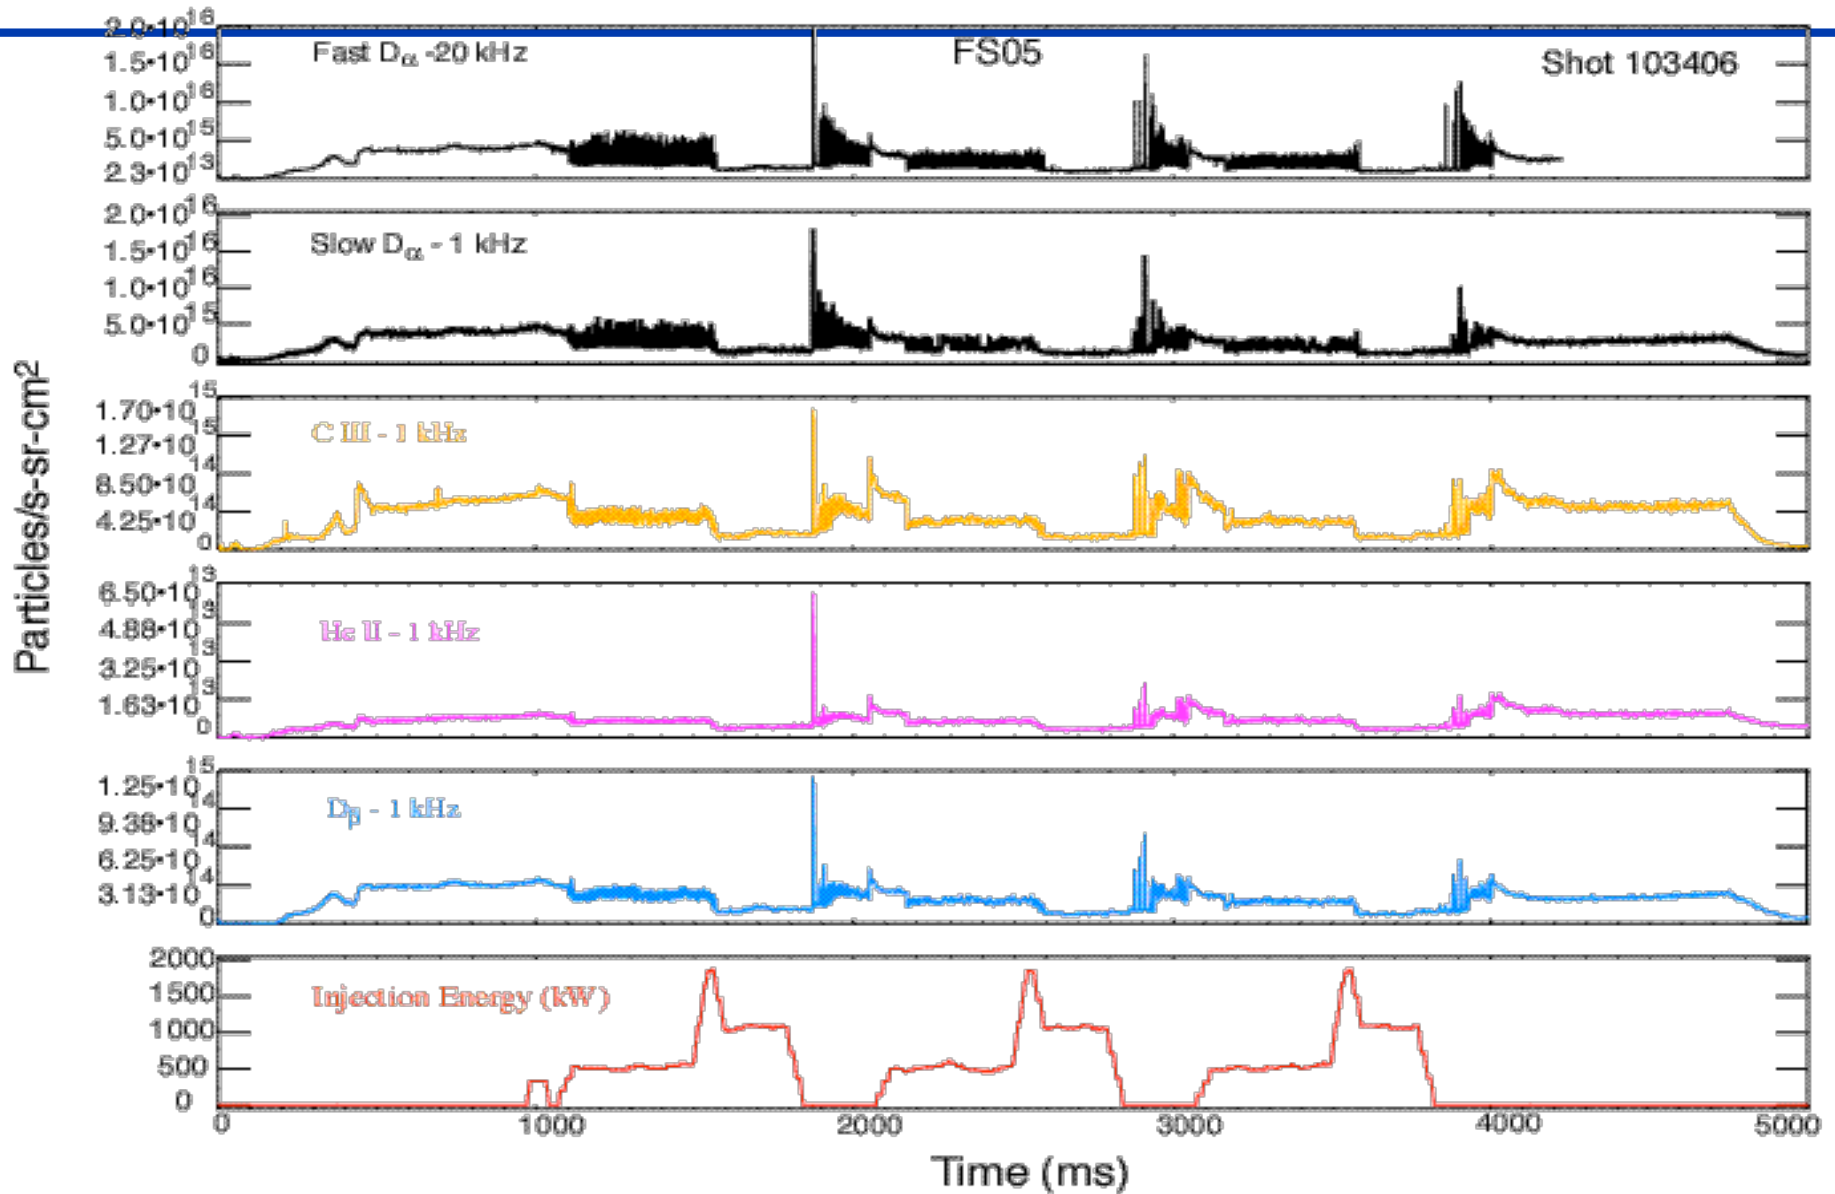 2.0•10^16
Fast Dα -20 kHz
FS05
Shot 103406
1.5•10^16
1.0•10^16
5.0•10^15
2.3•10^13
2.0•10^16
Slow Dα - 1 kHz
1.5•10^16
1.0•10^16
5.0•10^15
0
1.70•10^15
C III - 1 kHz
1.27•10^15
8.50•10^14
4.25•10^14
0
6.50•10^13
He II - 1 kHz
4.88•10^13
3.25•10^13
1.63•10^13
0
1.25•10^15
Dβ - 1 kHz
9.38•10^14
6.25•10^14
3.13•10^14
0
2000
Injection Energy (kW)
1500
1000
500
0
0 1000 2000 3000 4000 5000
Time (ms)
Particles/s-sr-cm²